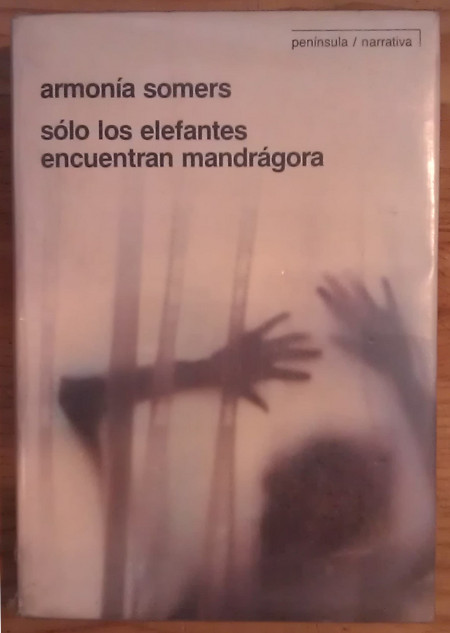 península / narrativa
armonía somers
sólo los elefantes
encuentran mandrágora